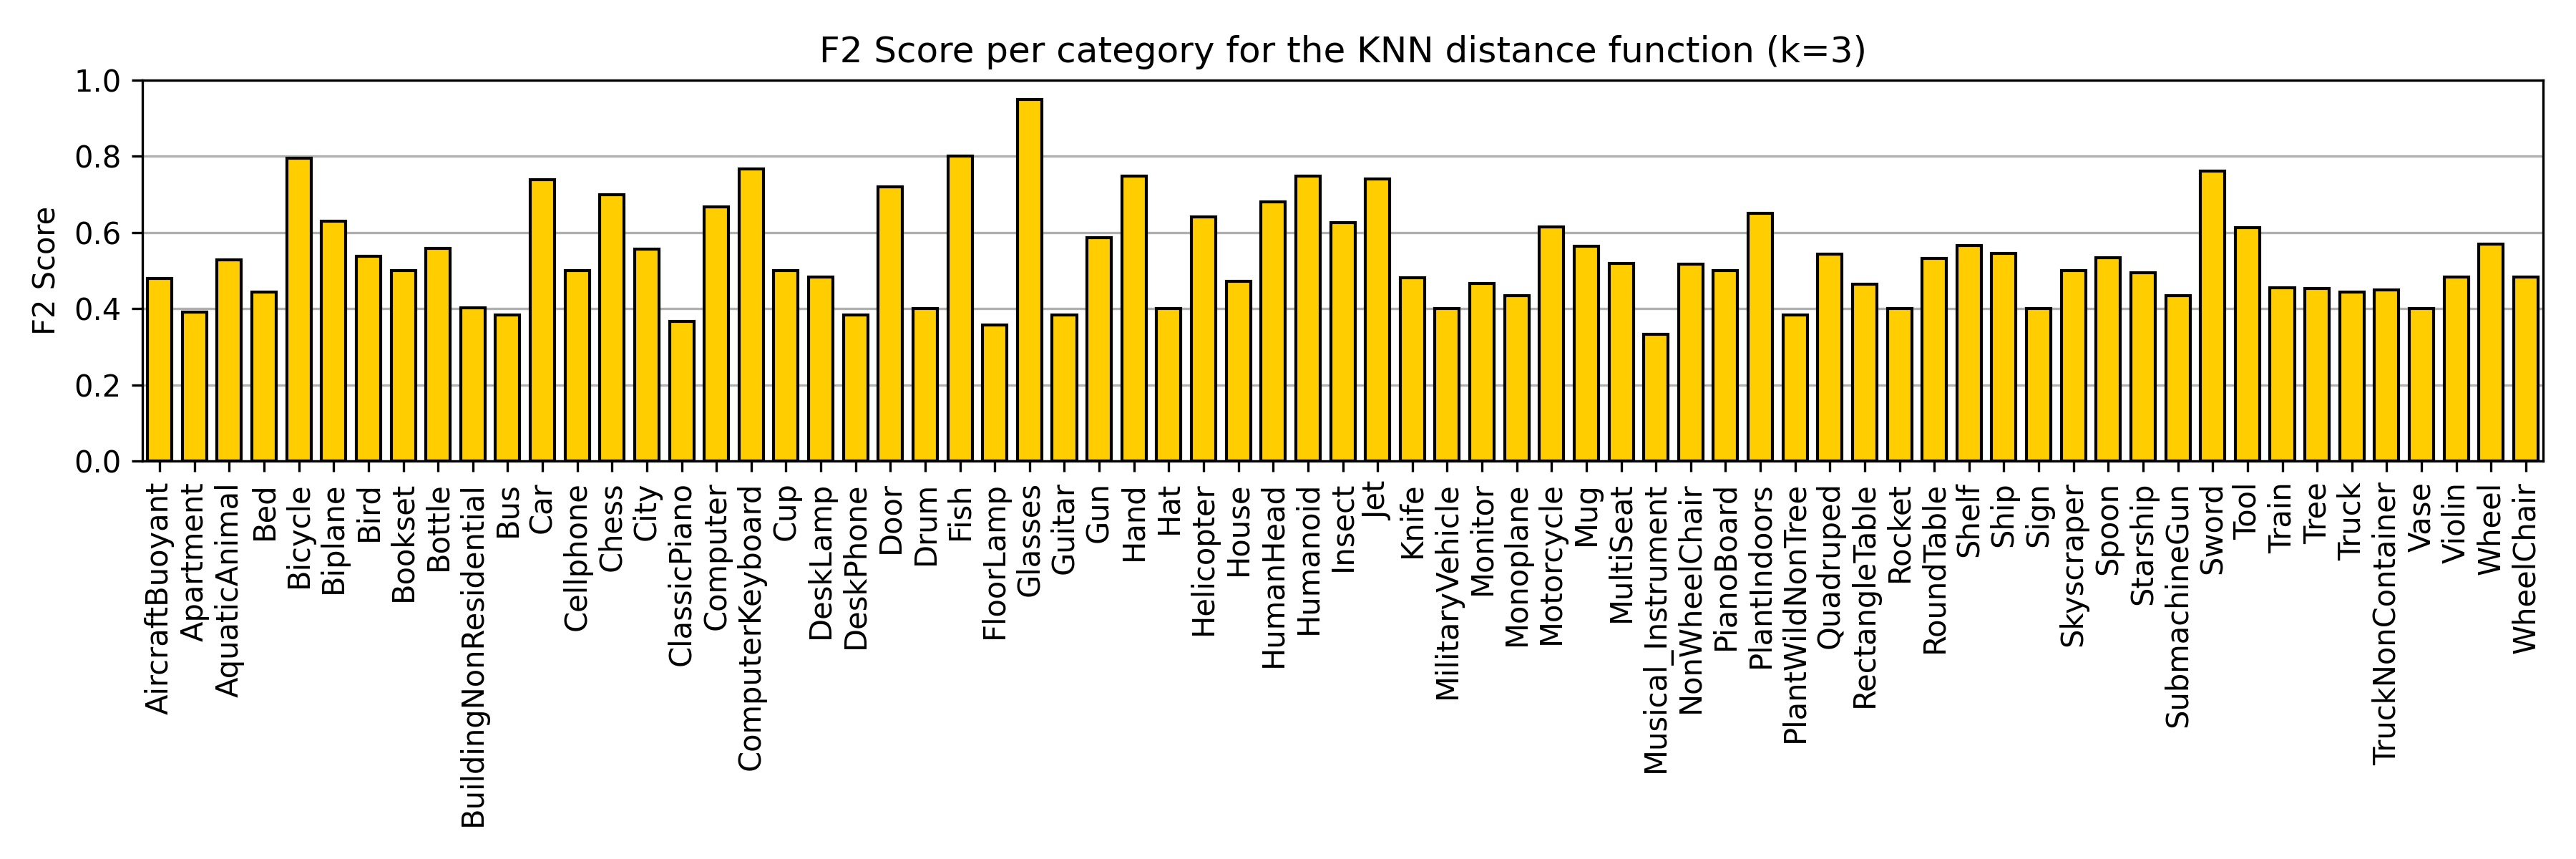 F2 Score per category for the KNN distance function (k=3)
F2 Score
1.0
0.8
0.6
0.4
0.2
0.0
AircraftBuoyant
Apartment
AquaticAnimal
Bed
Bicycle
Biplane
Bird
Bookset
Bottle
BuildingNonResidential
Bus
Car
Cellphone
Chess
City
ClassicPiano
Computer
ComputerKeyboard
Cup
DeskLamp
DeskPhone
Door
Drum
Fish
FloorLamp
Glasses
Guitar
Gun
Hand
Hat
Helicopter
House
HumanHead
Humanoid
Insect
Jet
Knife
MilitaryVehicle
Monitor
Monoplane
Motorcycle
Mug
MultiSeat
Musical_Instrument
NonWheelChair
PianoBoard
PlantIndoors
PlantWildNonTree
Quadruped
RectangleTable
Rocket
RoundTable
Shelf
Ship
Sign
Skyscraper
Spoon
Starship
SubmachineGun
Sword
Tool
Train
Tree
Truck
TruckNonContainer
Vase
Violin
Wheel
WheelChair